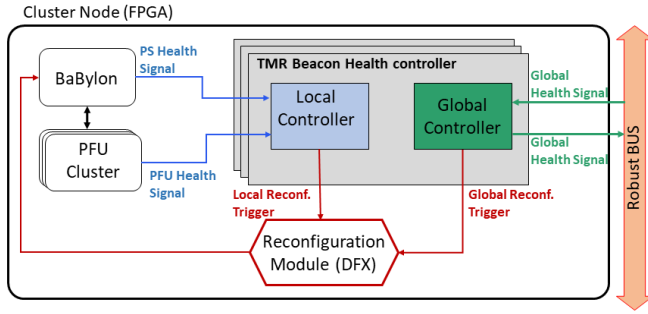 Cluster Node (FPGA)
PS Health
Signal
BaBylon
TMR Beacon Health controller
Local
Controller
Global
Controller
Global
Health Signal
Global
Health Signal
PFU
Cluster
PFU Health
Signal
Local Reconf.
Trigger
Global Reconf.
Trigger
Reconfiguration
Module (DFX)
Robust BUS